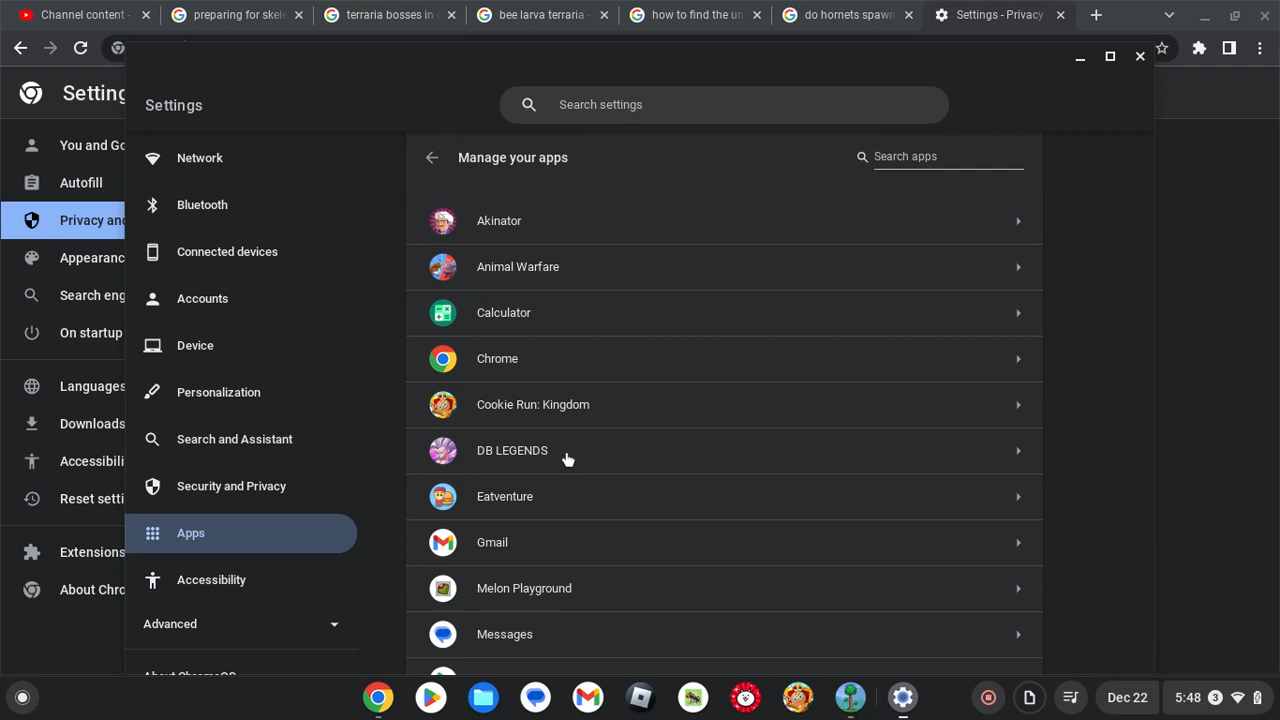 Channel content -
preparing for skele
terraria bosses in
bee larva terraria -
how to find the un
do hornets spawn
Settings - Privacy
Setting
You and Go
Autofill
Privacy and
Appearanc
Search eng
On startup
Languages
Downloads
Accessibili
Reset setti
Extensions
About Chro
Settings
Search settings
Network
Bluetooth
Connected devices
Accounts
Device
Personalization
Search and Assistant
Security and Privacy
Apps
Accessibility
Advanced
About ChromeOS
Manage your apps
Search apps
Akinator
Animal Warfare
Calculator
Chrome
Cookie Run: Kingdom
DB LEGENDS
Eatventure
Gmail
Melon Playground
Messages
Dec 22
5:48
3